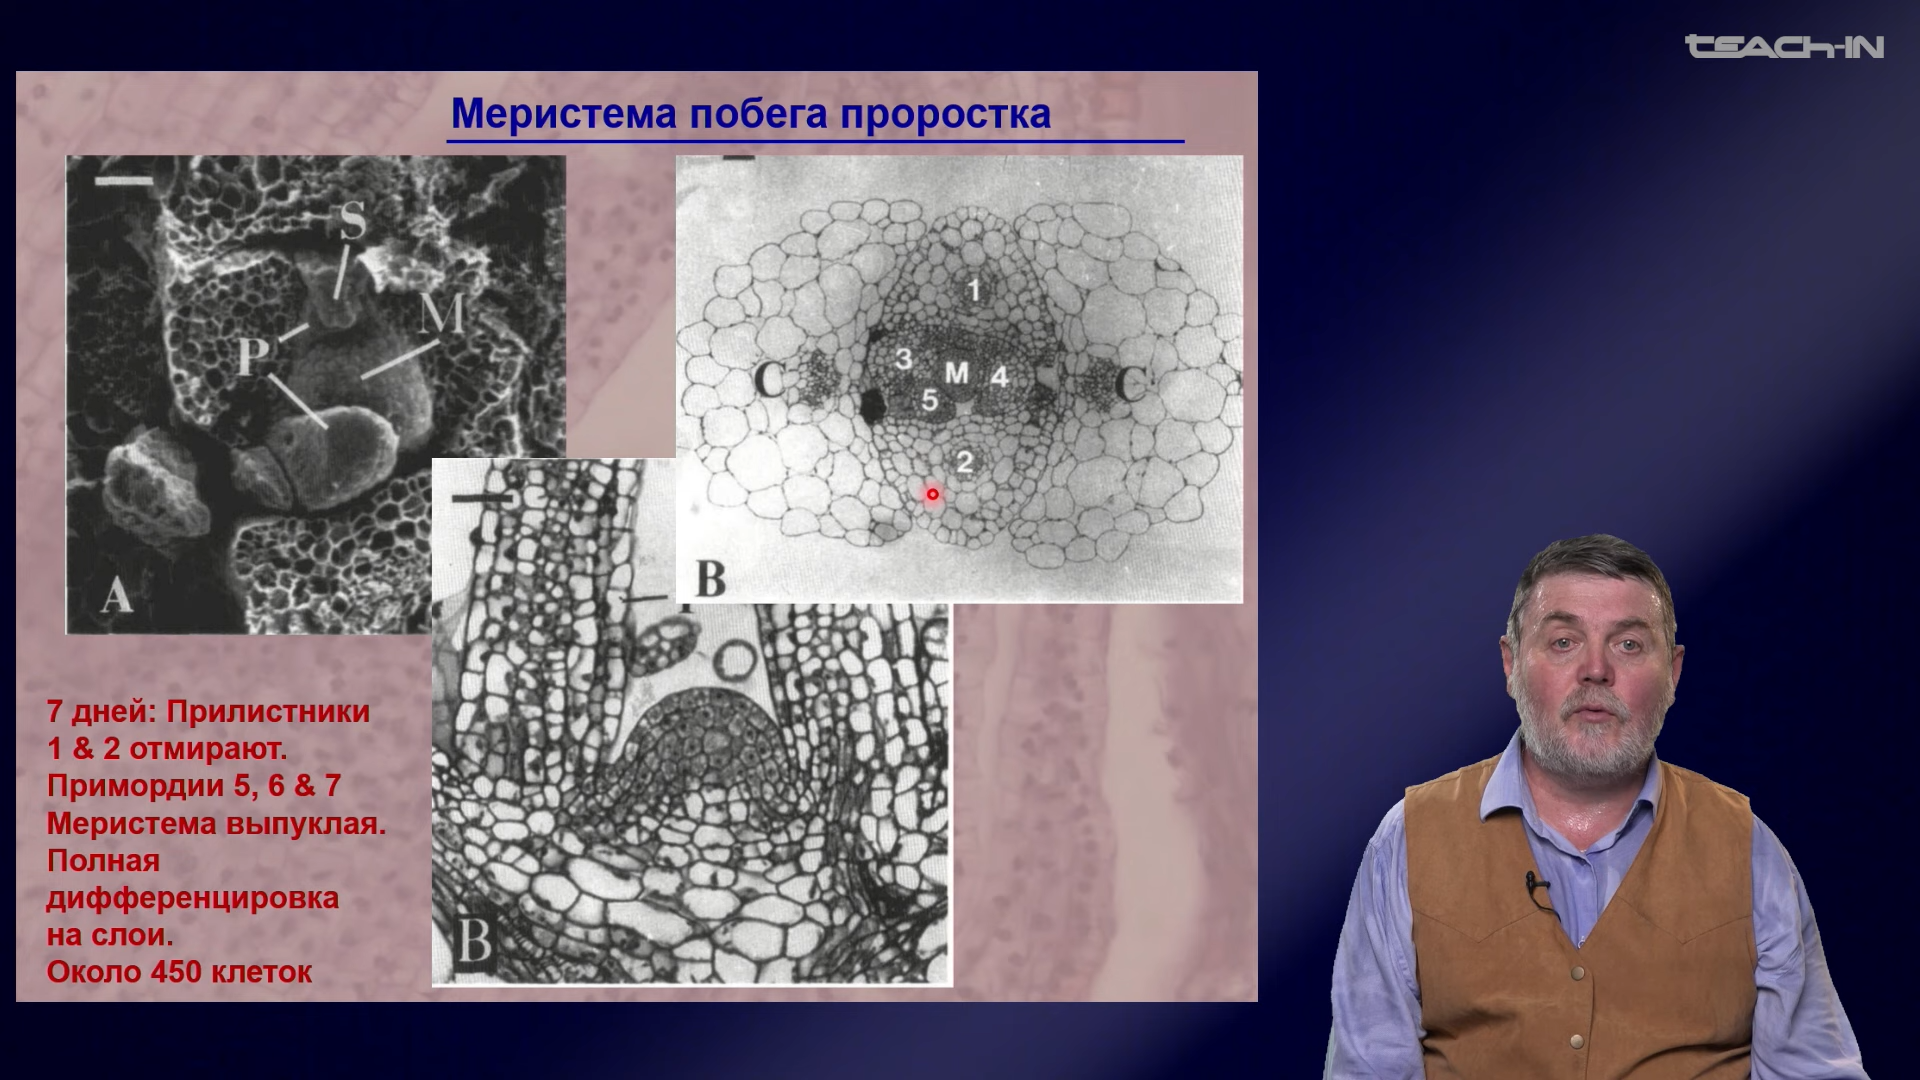 TEACH-IN
Меристема побега проростка
S
M
P
A
1
3
M
4
C
C
5
2
B
B
7 дней: Прилистники
1 & 2 отмирают.
Примордии 5, 6 & 7
Меристема выпуклая.
Полная
дифференцировка
на слои.
Около 450 клеток